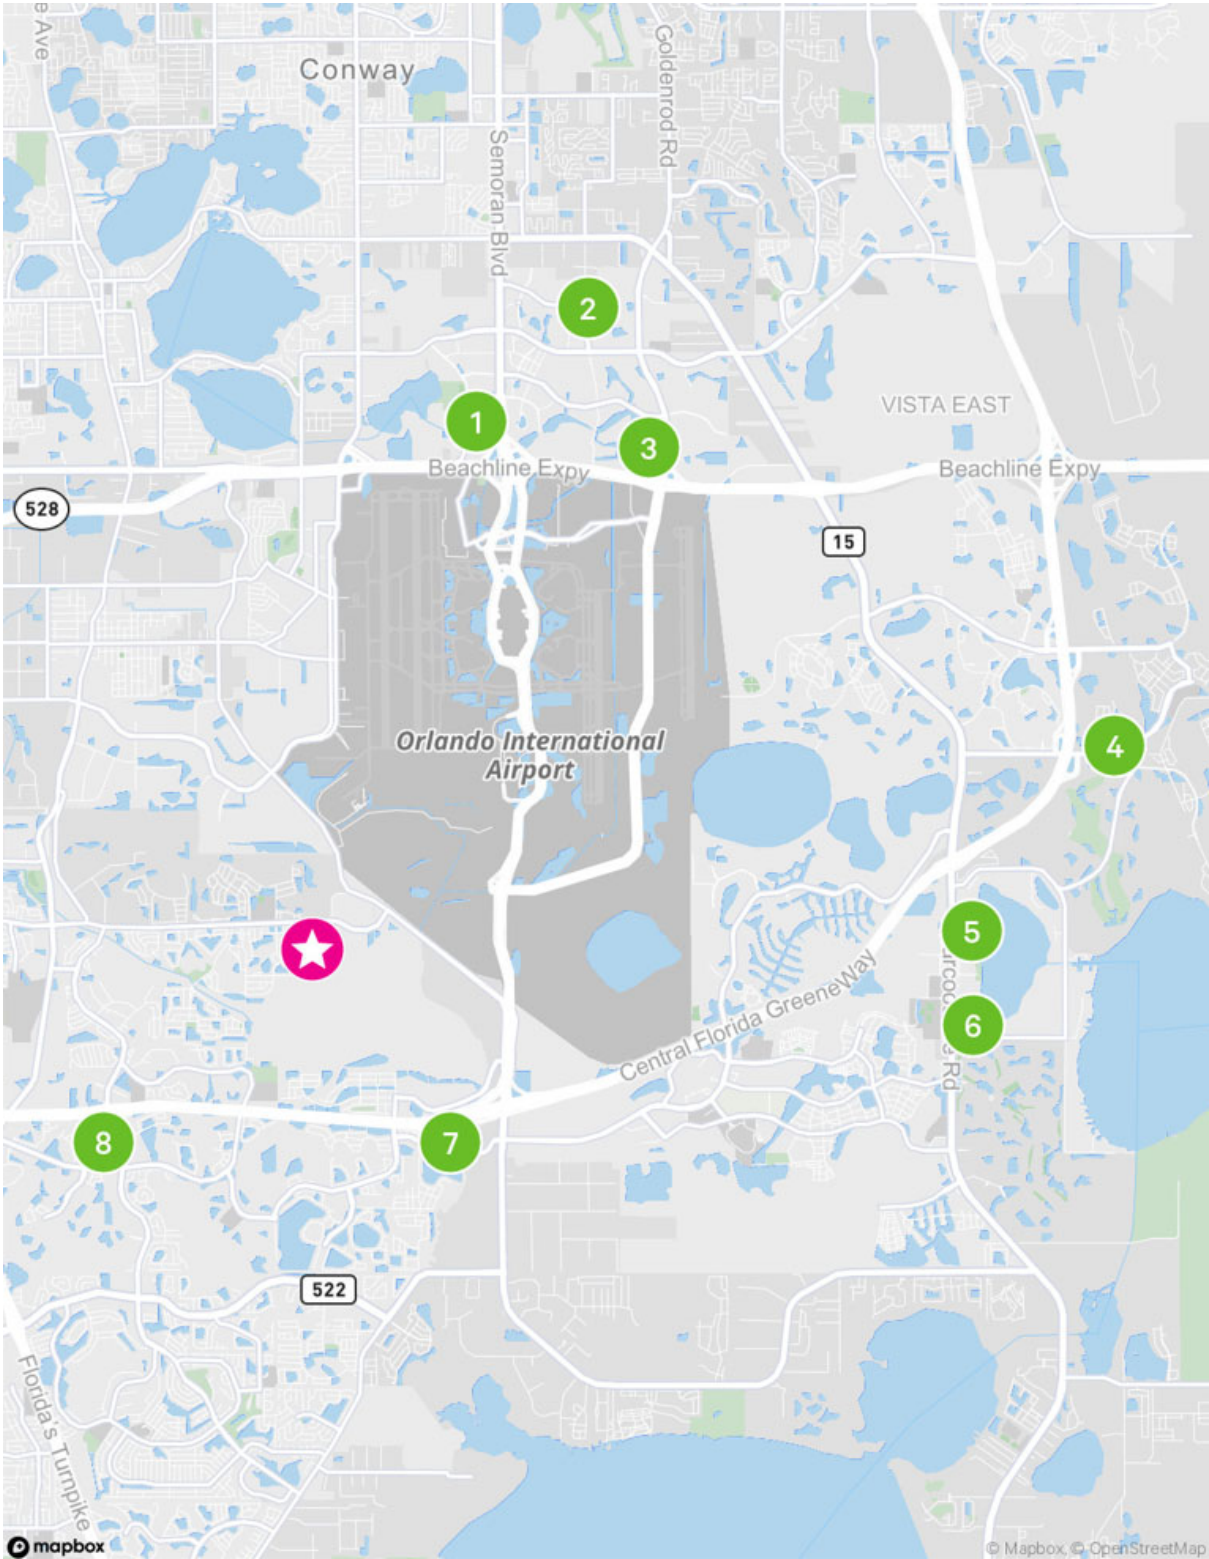 e Ave
Conway
Goldenrod Rd
Semoran Blvd
2
VISTA EAST
1
3
Beachline Expy
Beachline Expy
528
15
Orlando International
Airport
4
5
Central Florida GreeneWay
6
Rd
7
8
522
Florida's Turnpike
mapbox
© Mapbox, © OpenStreetMap